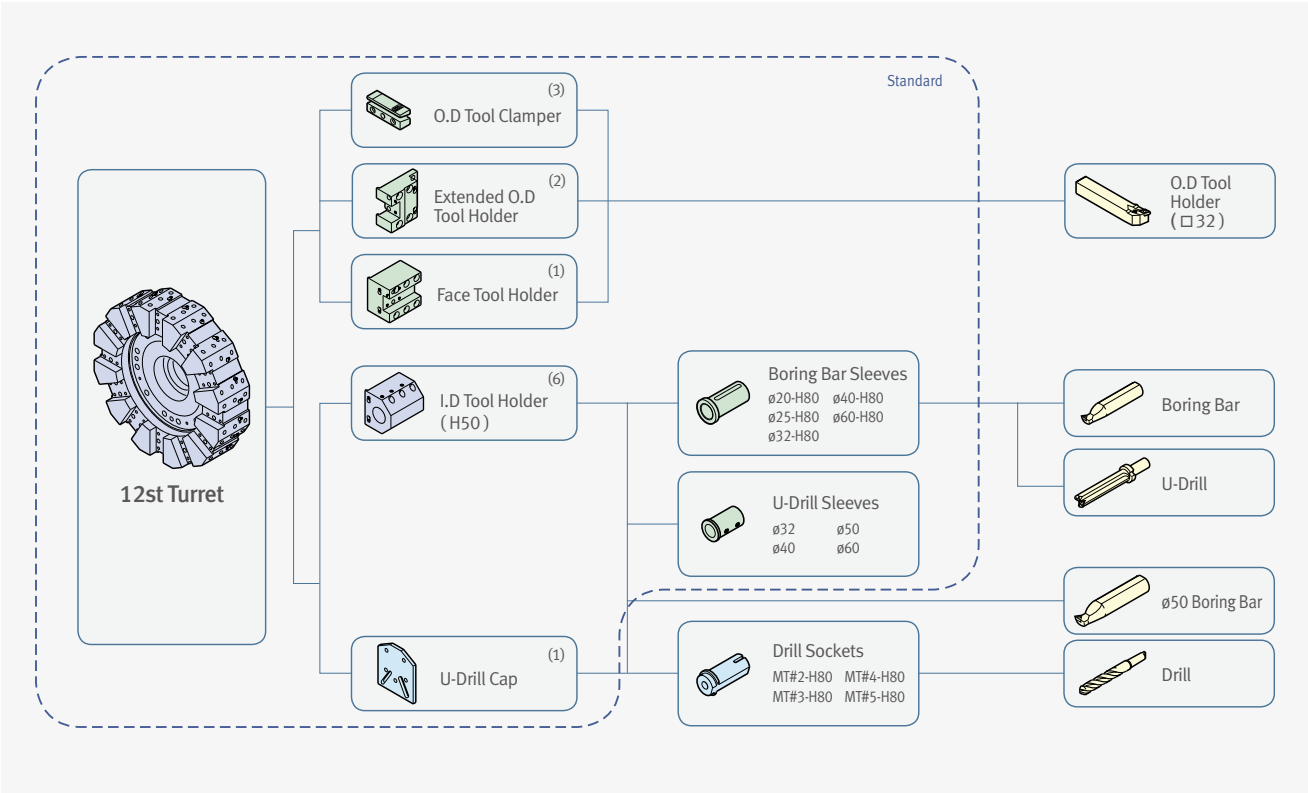 Standard
12st Turret
(3)
O.D Tool Clamper
(2)
Extended O.D
Tool Holder
(1)
Face Tool Holder
(6)
I.D Tool Holder
( H50 )
(1)
U-Drill Cap
Boring Bar Sleeves
ø20-H80 ø40-H80
ø25-H80 ø60-H80
ø32-H80
U-Drill Sleeves
ø32 ø50
ø40 ø60
Drill Sockets
MT#2-H80 MT#4-H80
MT#3-H80 MT#5-H80
O.D Tool
Holder
( □ 32 )
Boring Bar
U-Drill
ø50 Boring Bar
Drill